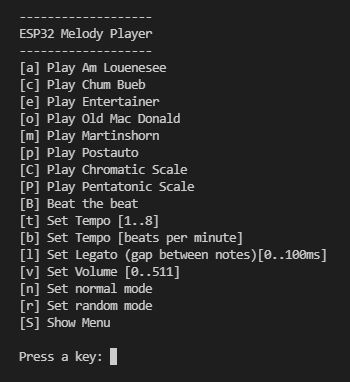 -------------------
ESP32 Melody Player
-------------------
[a] Play Am Louenesee
[c] Play Chum Bueb
[e] Play Entertainer
[o] Play Old Mac Donald
[m] Play Martinshorn
[p] Play Postauto
[C] Play Chromatic Scale
[P] Play Pentatonic Scale
[B] Beat the beat
[t] Set Tempo [1..8]
[b] Set Tempo [beats per minute]
[l] Set Legato (gap between notes)[0..100ms]
[v] Set Volume [0..511]
[n] Set normal mode
[r] Set random mode
[S] Show Menu
Press a key: